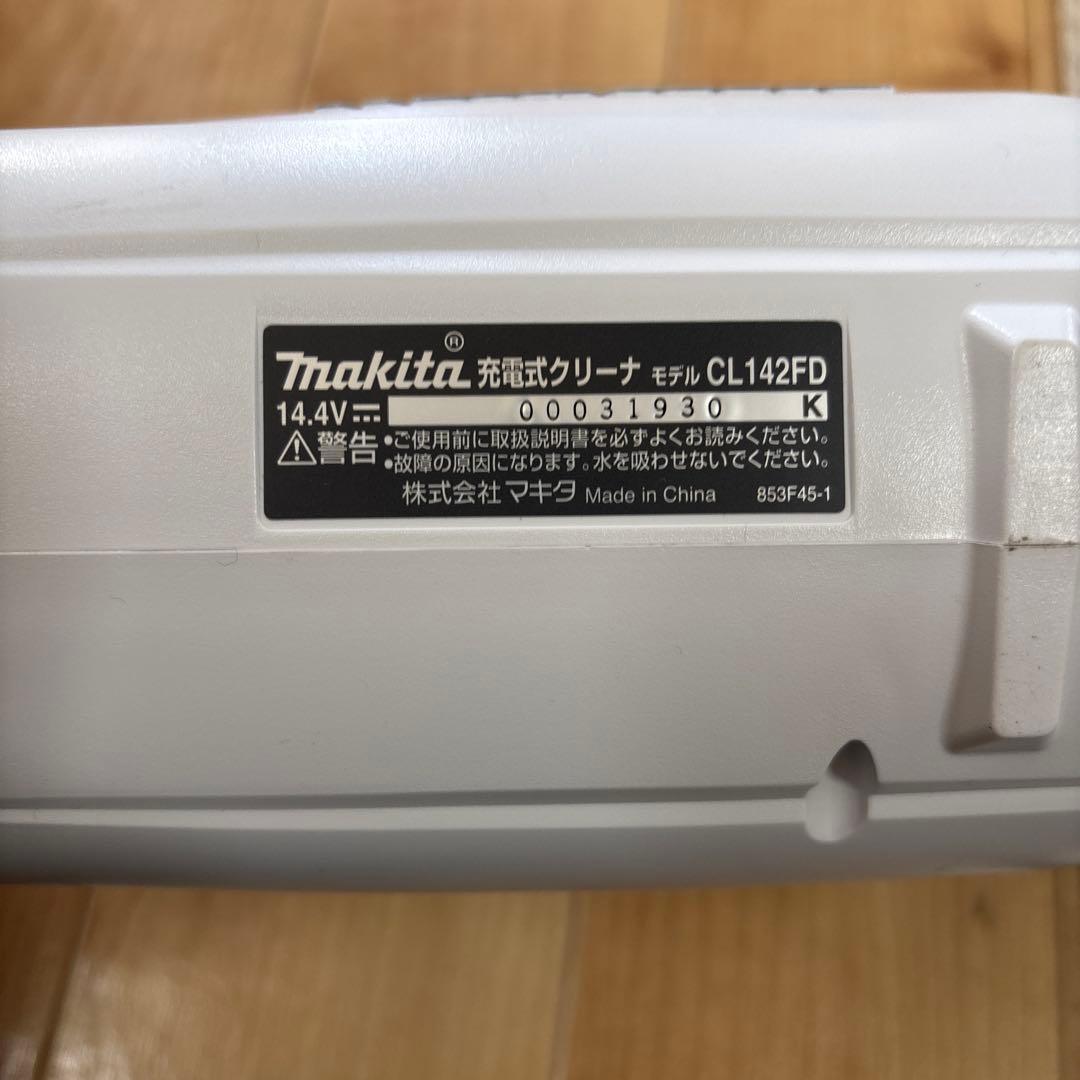 makita® 充電式クリーナ モデル CL142FD
14.4V⎓ 00031930 K
⚠警告 •ご使用前に取扱説明書を必ずよくお読みください。
•故障の原因になります。水を吸わせないでください。
株式会社マキタ Made in China 853F45-1